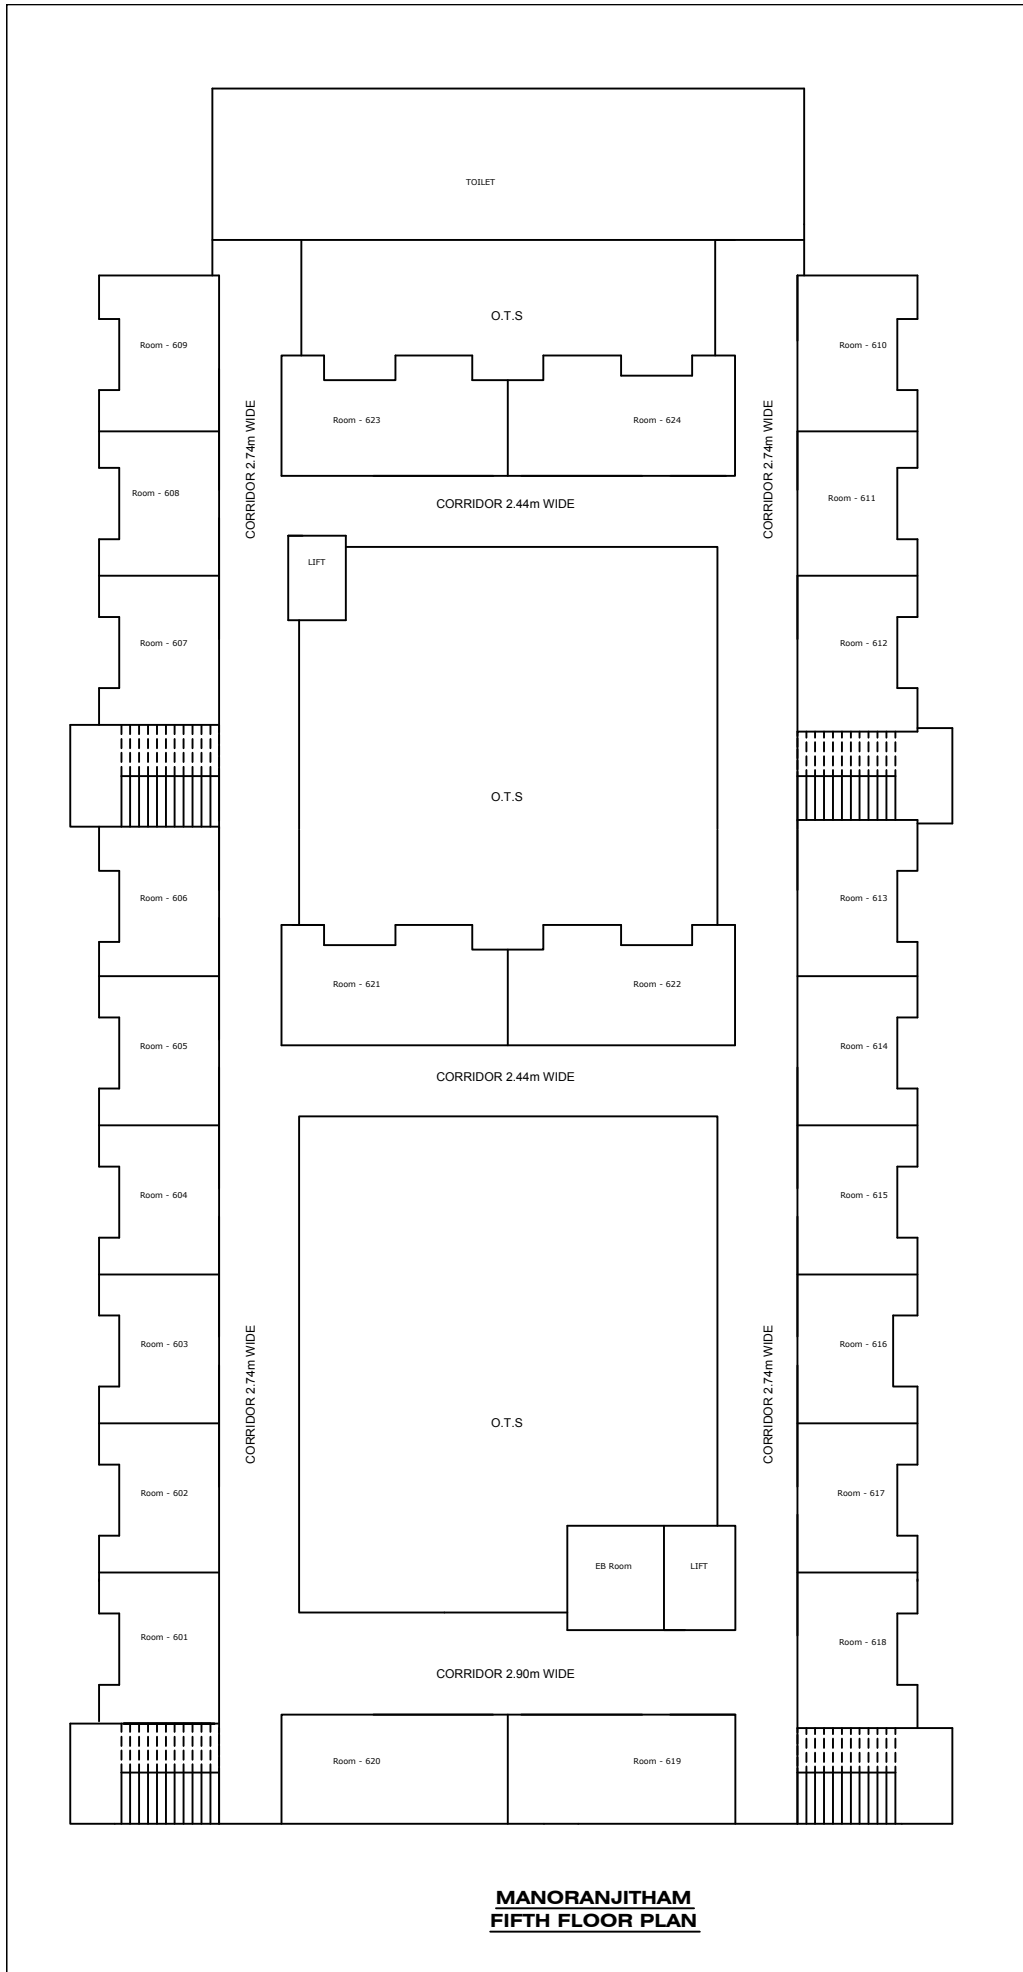 TOILET
O.T.S
Room - 609
Room - 610
CORRIDOR 2.74m WIDE
Room - 623
Room - 624
CORRIDOR 2.74m WIDE
Room - 608
Room - 611
CORRIDOR 2.44m WIDE
LIFT
Room - 607
Room - 612
O.T.S
Room - 606
Room - 613
Room - 621
Room - 622
Room - 605
Room - 614
CORRIDOR 2.44m WIDE
Room - 604
Room - 615
Room - 603
CORRIDOR 2.74m WIDE
CORRIDOR 2.74m WIDE
Room - 616
O.T.S
Room - 602
Room - 617
EB Room
LIFT
Room - 601
Room - 618
CORRIDOR 2.90m WIDE
Room - 620
Room - 619
MANORANJITHAM
FIFTH FLOOR PLAN